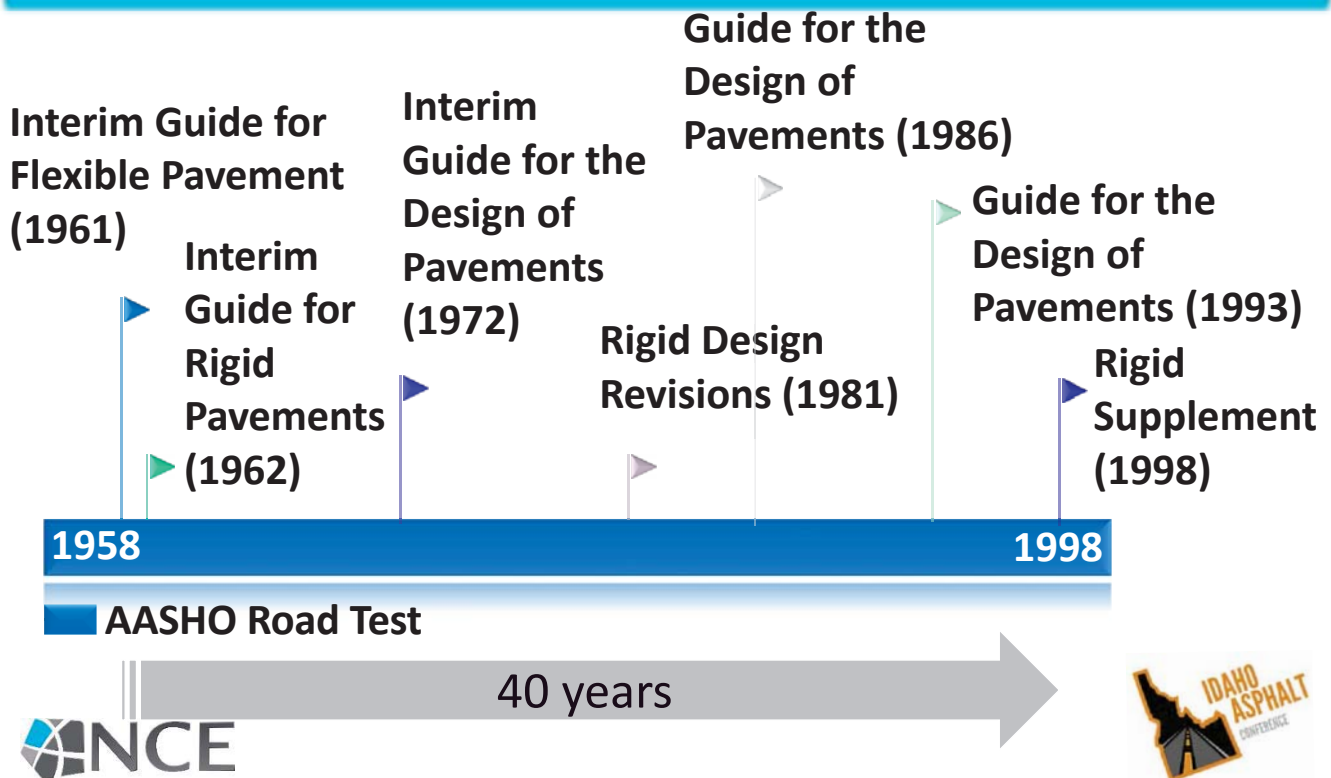 Interim Guide for
Flexible Pavement
(1961)
Interim
Guide for
Rigid
Pavements
(1962)
Interim
Guide for the
Design of
Pavements
(1972)
Rigid Design
Revisions (1981)
Guide for the
Design of
Pavements (1986)
Guide for the
Design of
Pavements (1993)
Rigid
Supplement
(1998)
1958
1998
AASHO Road Test
40 years
NCE
IDAHO
ASPHALT
CONFERENCE